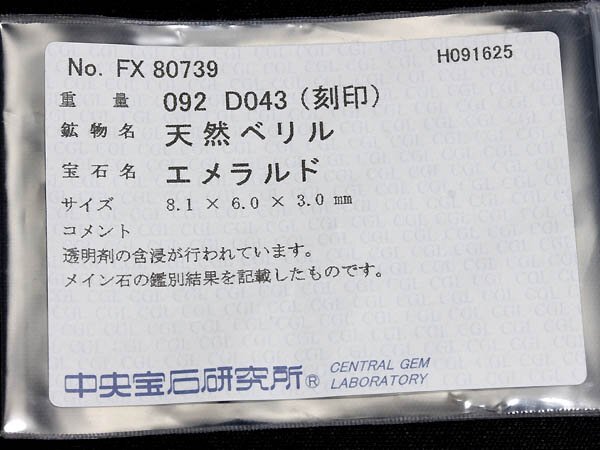 No. FX 80739 H091625
重量 092 D043 (刻印)
鉱物名 天然ベリル
宝石名 エメラルド
サイズ 8.1 × 6.0 × 3.0 mm
コメント
透明剤の含浸が行われています。
メイン石の鑑別結果を記載したものです。
中央宝石研究所® CENTRAL GEM
LABORATORY